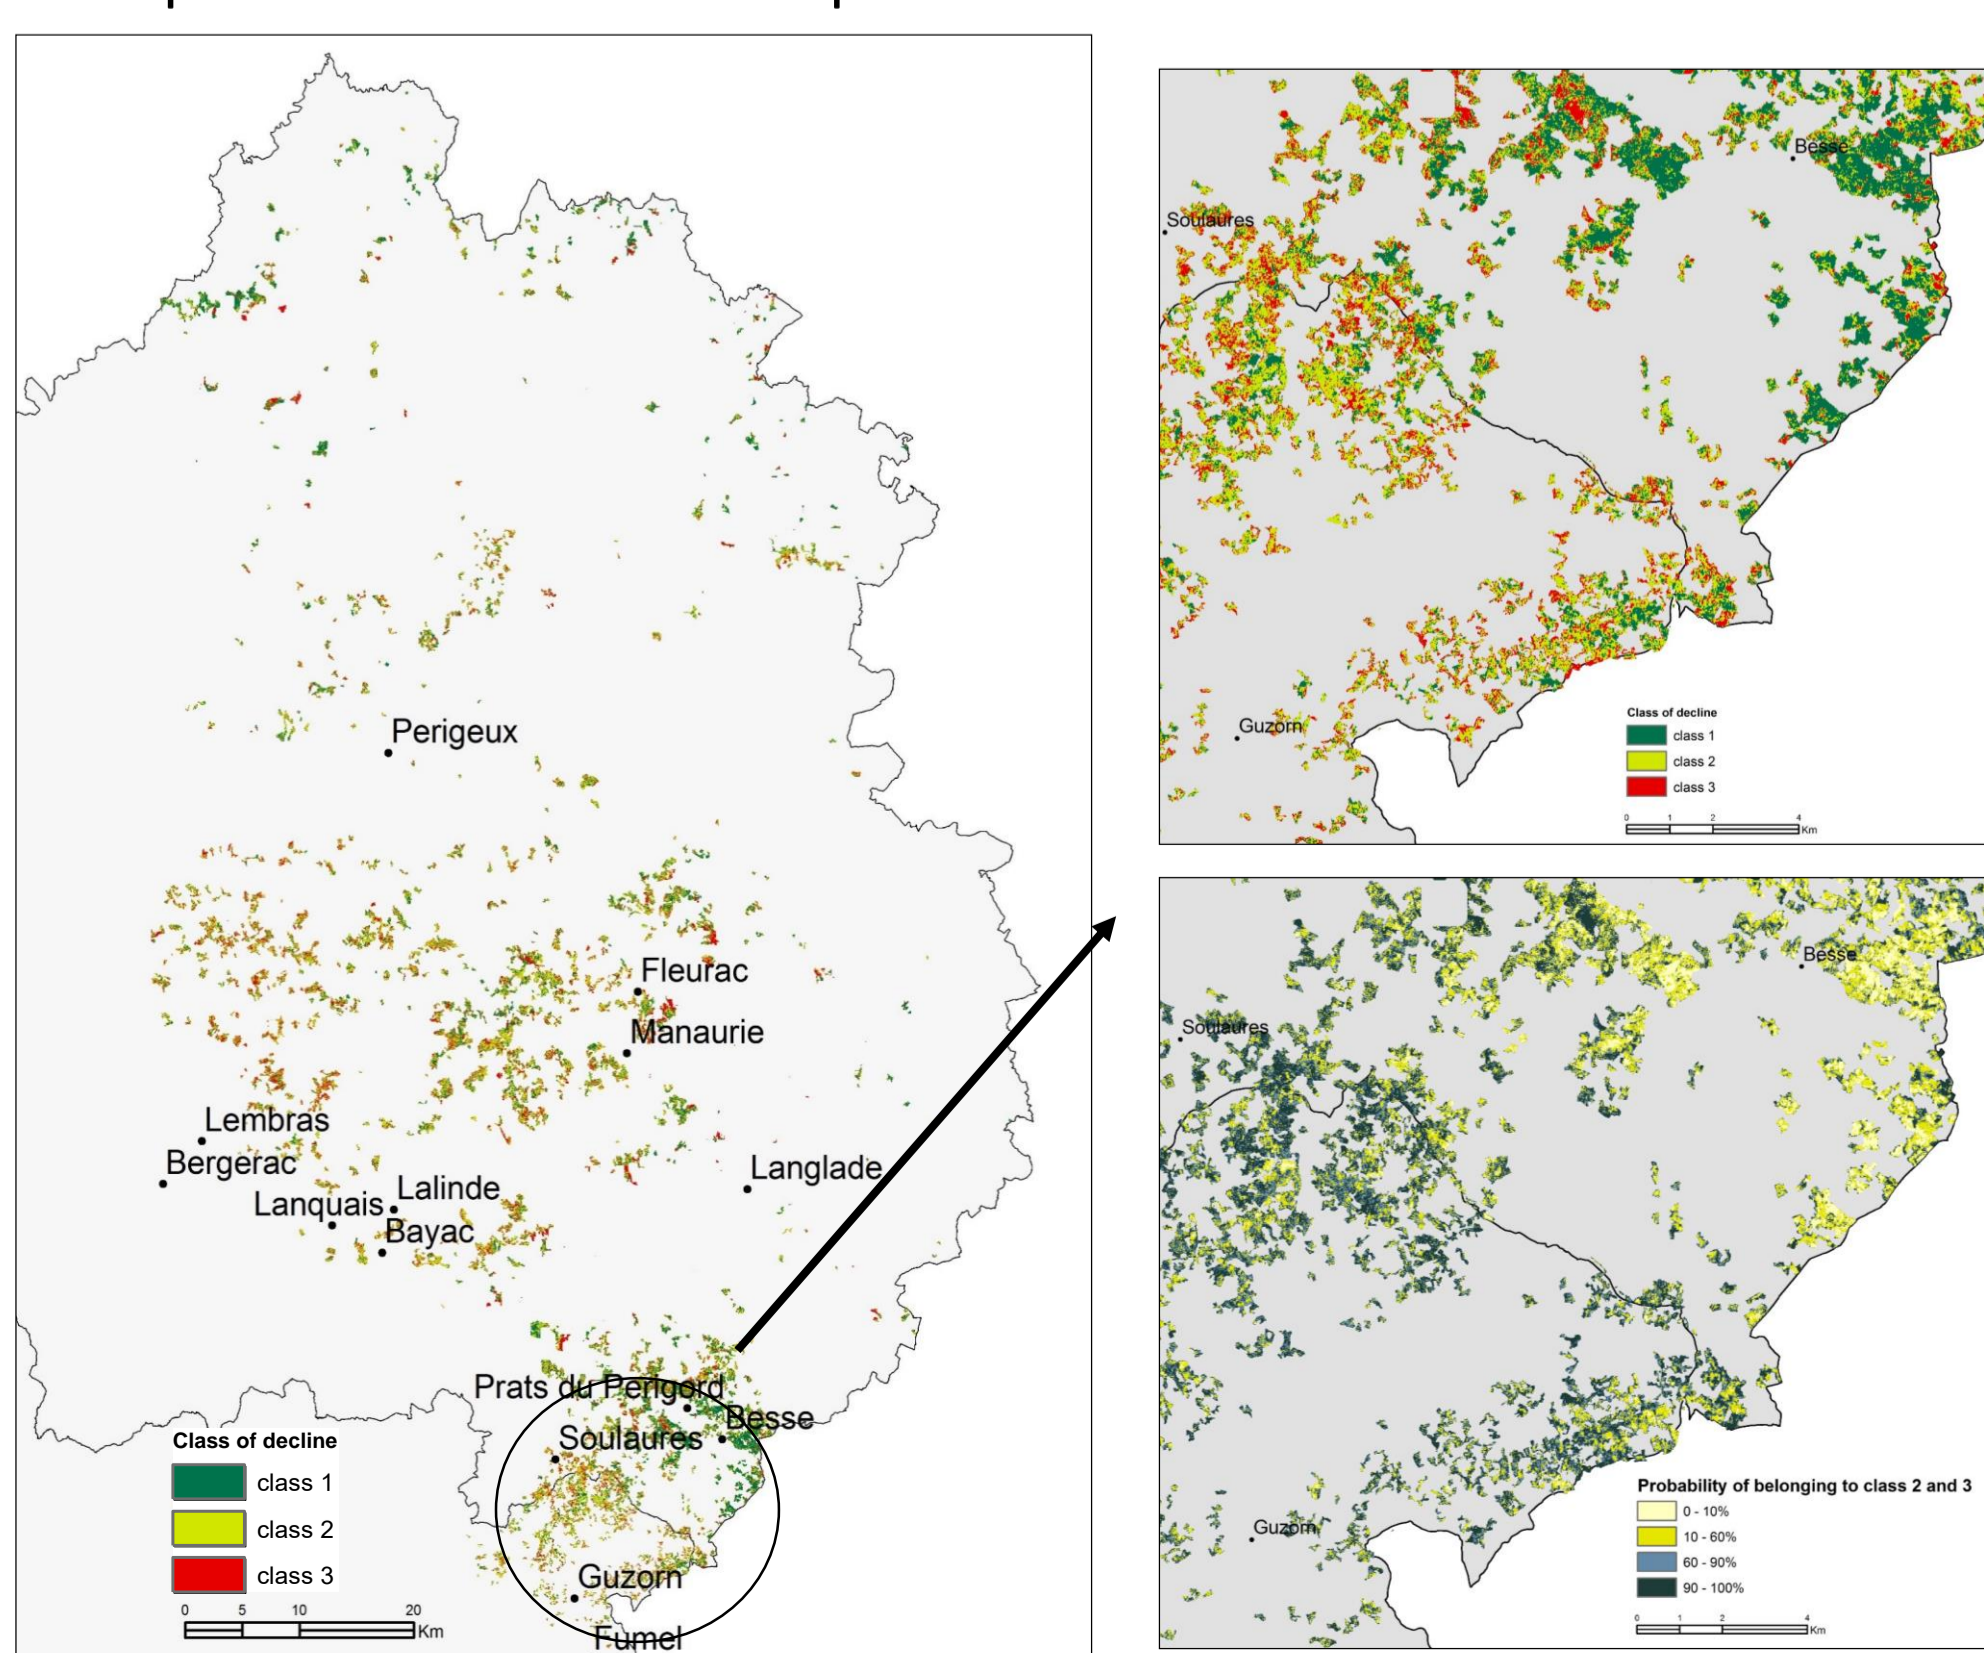 Perigeux
Fleurac
Manaurie
Lembras
Bergerac
Langlade
Lalinde
Lanquais
Bayac
Prats du Perigord
Besse
Soulaures
Guzorn
Fumel
Class of decline
class 1
class 2
class 3
0 5 10 20
Km
Besse
Soulaures
Guzorn
Class of decline
class 1
class 2
class 3
0 1 2 4
Km
Besse
Soulaures
Guzorn
Probability of belonging to class 2 and 3
0 - 10%
10 - 60%
60 - 90%
90 - 100%
0 1 2 4
Km